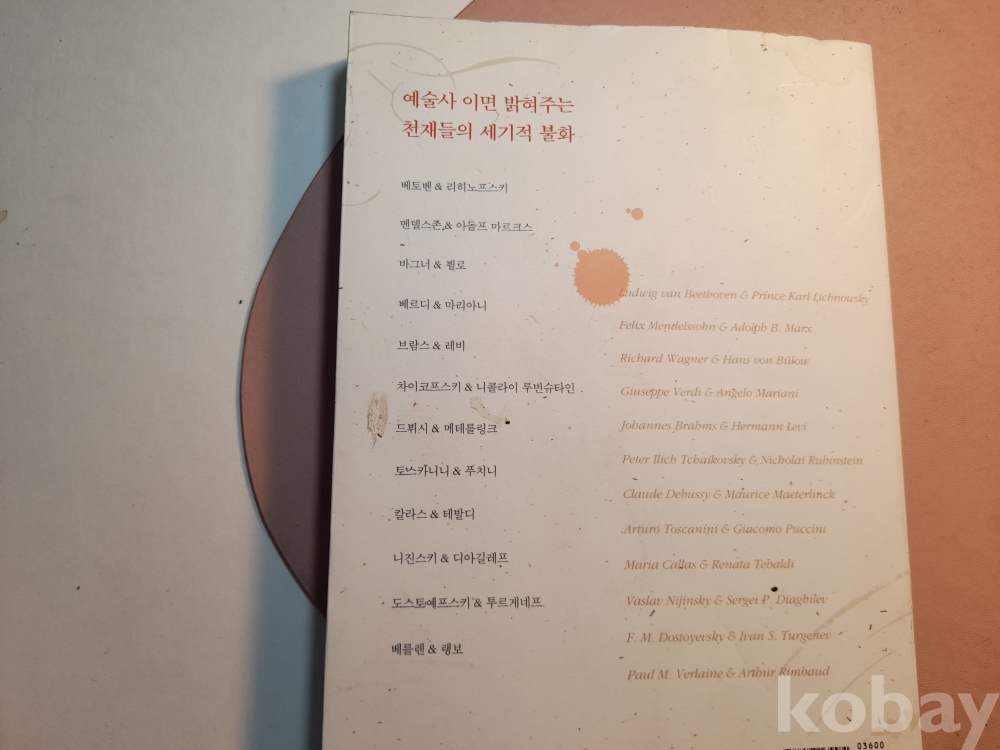 예술사 이면 밝혀주는
천재들의 세기적 불화
베토벤 & 리히노프스키
멘델스존 & 아돌프 마르크스
바그너 & 뷜로
베르디 & 마리아니
브람스 & 레비
차이코프스키 & 니콜라이 루빈슈타인
드뷔시 & 메테를링크
토스카니니 & 푸치니
칼라스 & 테발디
니진스키 & 디아길레프
도스토예프스키 & 투르게네프
베를렌 & 랭보
Ludwig van Beethoven & Prince Karl Lichnowsky
Felix Mendelssohn & Adolph B. Marx
Richard Wagner & Hans von Bülow
Giuseppe Verdi & Angelo Mariani
Johannes Brahms & Hermann Levi
Peter Ilich Tchaikovsky & Nicholai Rubinstein
Claude Debussy & Maurice Maeterlinck
Arturo Toscanini & Giacomo Puccini
Maria Callas & Renata Tebaldi
Vaslav Nijinsky & Sergei P. Diaghilev
F. M. Dostoyevsky & Ivan S. Turgenev
Paul M. Verlaine & Arthur Rimbaud
kobay
03600